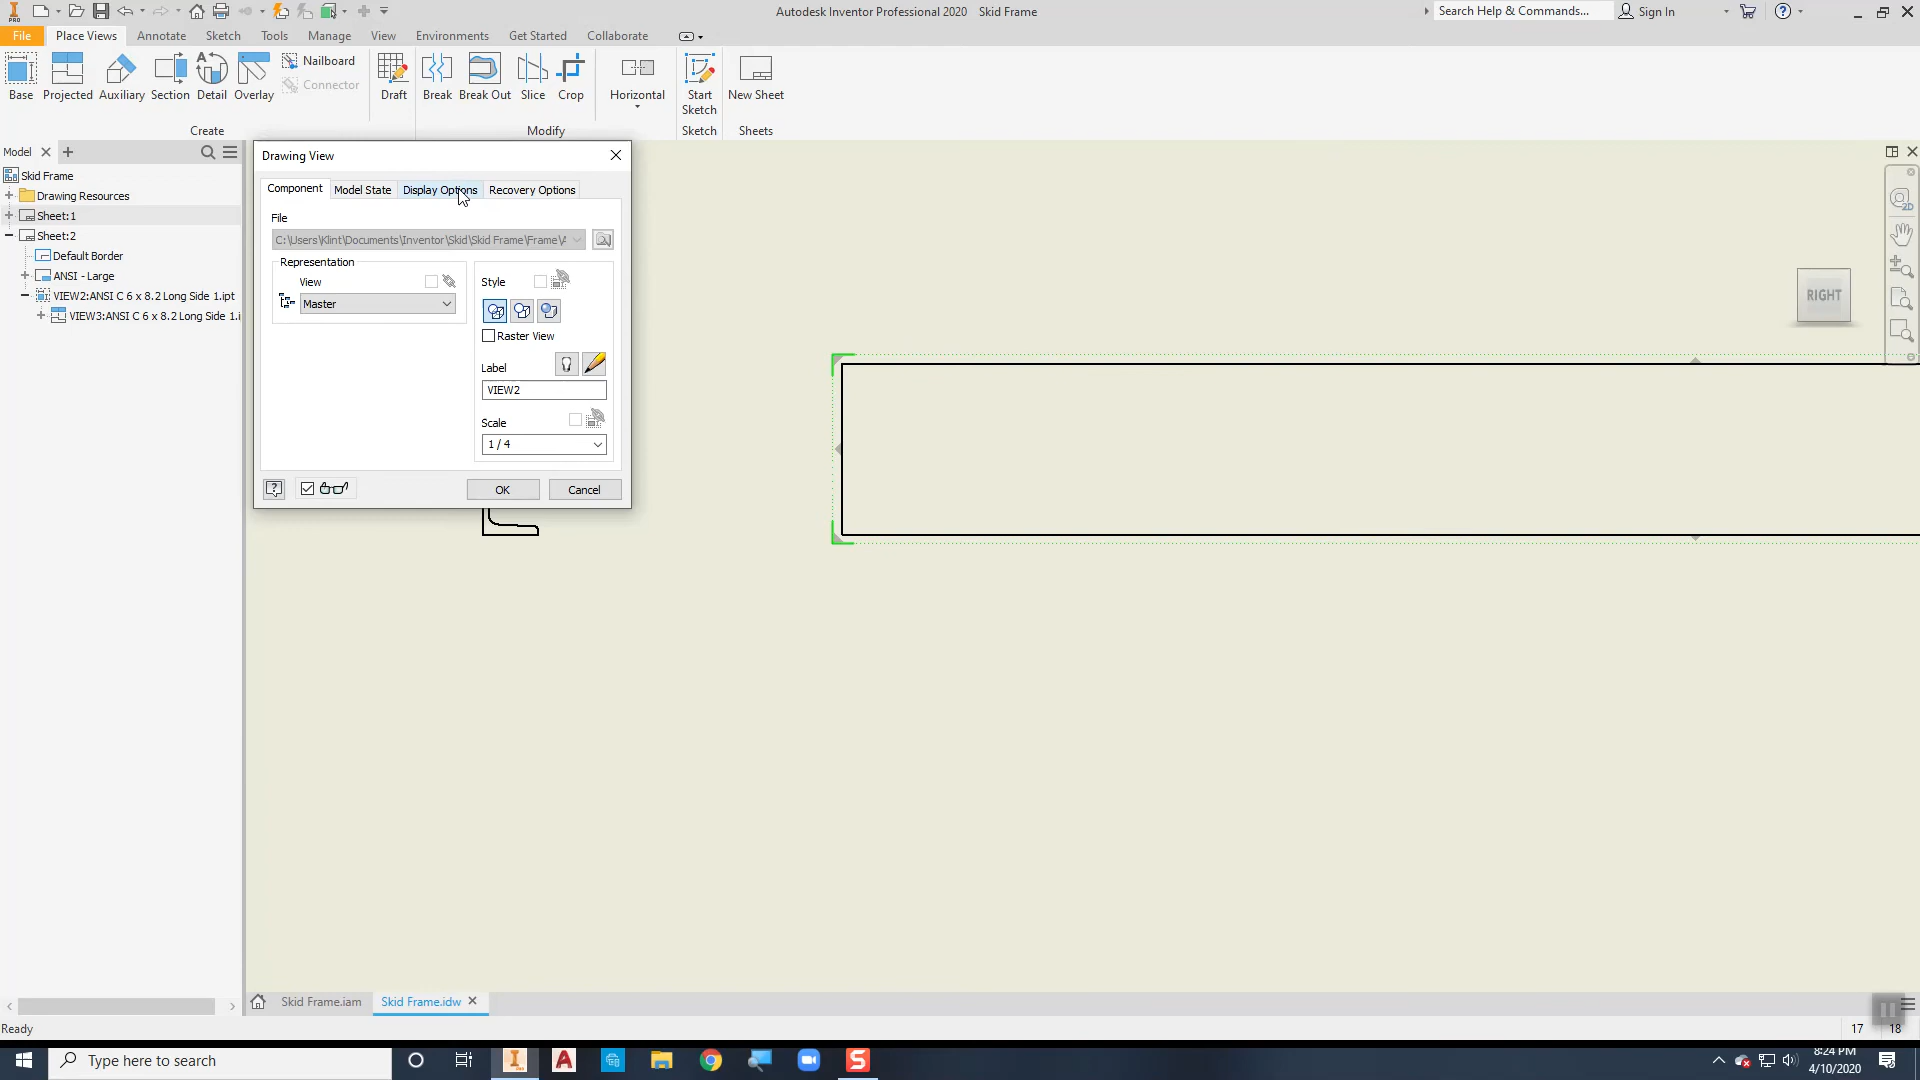 Autodesk Inventor Professional 2020 Skid Frame
Search Help & Commands... Sign In
File Place Views Annotate Sketch Tools Manage View Environments Get Started Collaborate
Base Projected Auxiliary Section Detail Overlay Nailboard Connector Draft Break Break Out Slice Crop Horizontal Start Sketch New Sheet
Create Modify Sketch Sheets
Model
Skid Frame
Drawing Resources
Sheet:1
Sheet:2
Default Border
ANSI - Large
VIEW2:ANSI C 6 x 8.2 Long Side 1.ipt
VIEW3:ANSI C 6 x 8.2 Long Side 1.i
Drawing View
Component Model State Display Options Recovery Options
File
C:\Users\Klint\Documents\Inventor\Skid\Skid Frame\Frame\A
Representation
View
Master
Style
Raster View
Label
VIEW2
Scale
1 / 4
OK Cancel
RIGHT
2D
Skid Frame.iam Skid Frame.idw
Ready 17 18
Type here to search
8:24 PM
4/10/2020